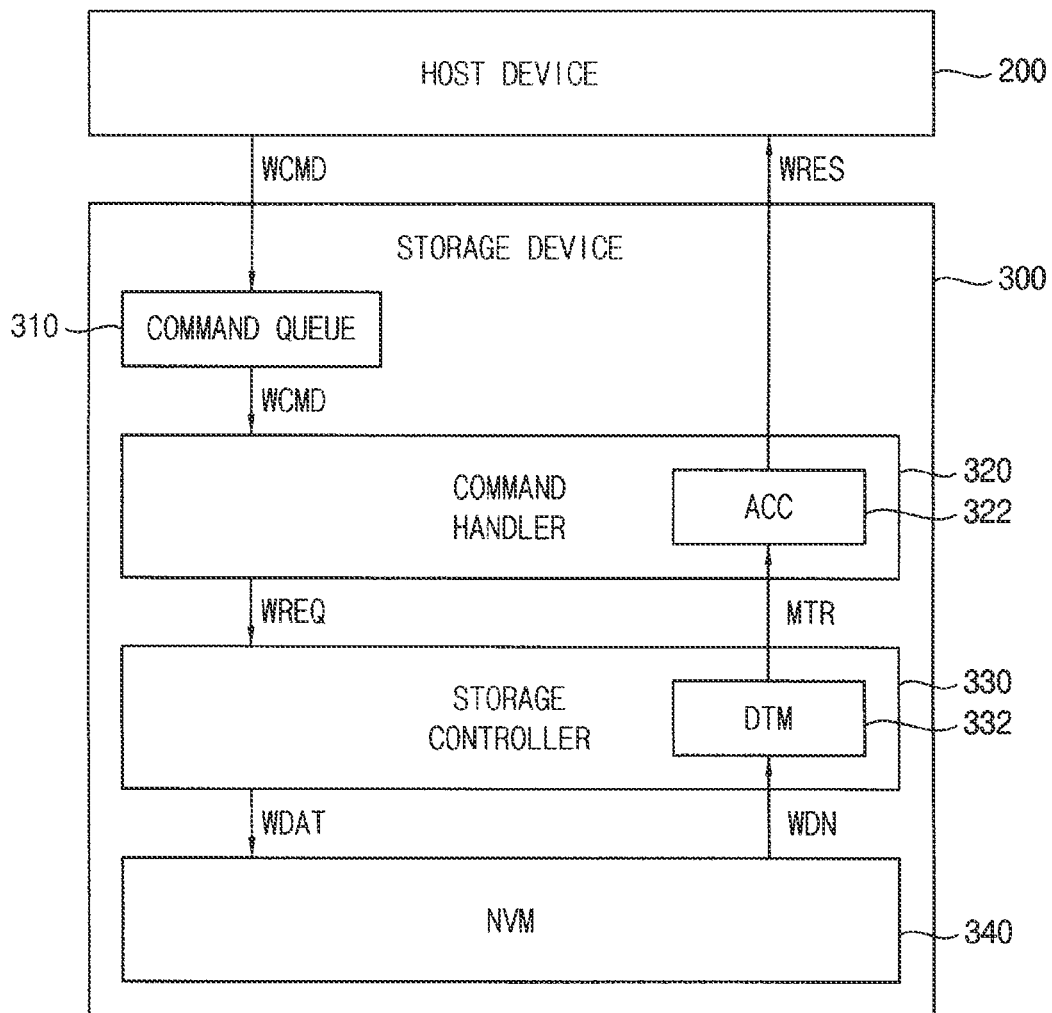 HOST DEVICE
200
WCMD
WRES
STORAGE DEVICE
300
310
COMMAND QUEUE
WCMD
COMMAND
HANDLER
ACC
320
322
WREQ
MTR
STORAGE
CONTROLLER
DTM
330
332
WDAT
WDN
NVM
340